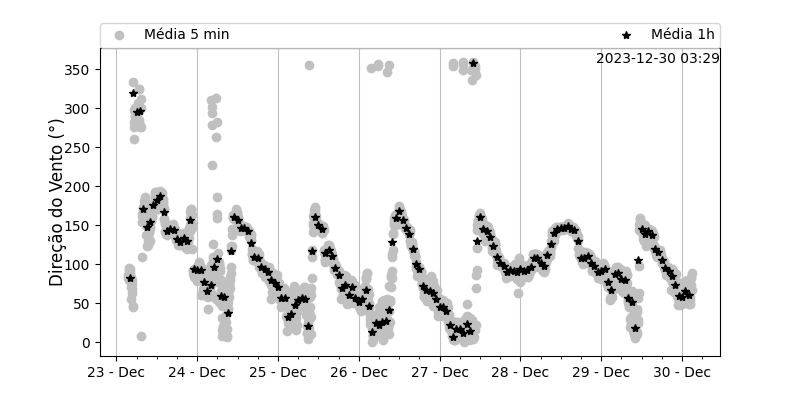 Média 5 min
Média 1h
2023-12-30 03:29
Direção do Vento (°)
350
300
250
200
150
100
50
0
23 - Dec
24 - Dec
25 - Dec
26 - Dec
27 - Dec
28 - Dec
29 - Dec
30 - Dec